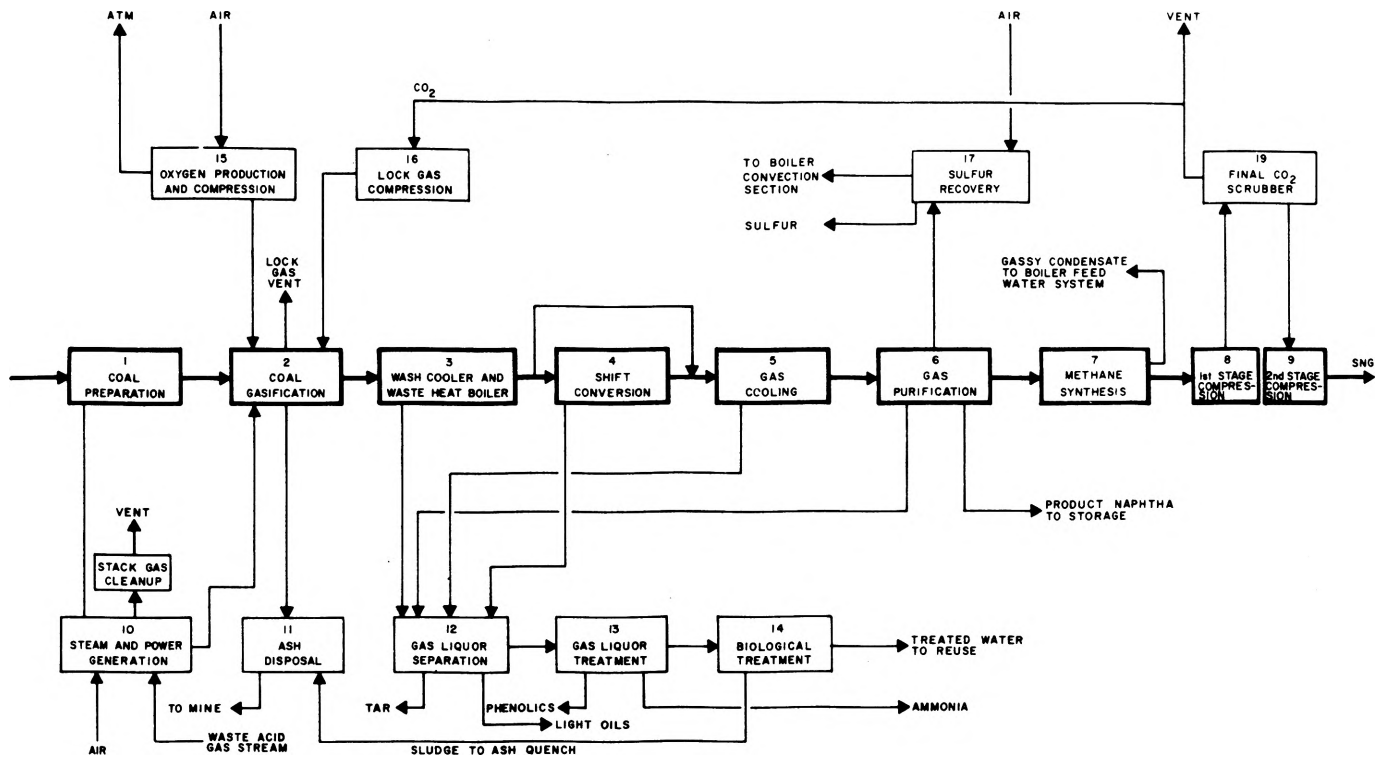 ATM
AIR
AIR
VENT
CO2
15
OXYGEN PRODUCTION
AND COMPRESSION
16
LOCK GAS
COMPRESSION
TO BOILER
CONVECTION
SECTION
17
SULFUR
RECOVERY
19
FINAL CO2
SCRUBBER
SULFUR
LOCK
GAS
VENT
GASSY CONDENSATE
TO BOILER FEED
WATER SYSTEM
1
COAL
PREPARATION
2
COAL
GASIFICATION
3
WASH COOLER AND
WASTE HEAT BOILER
4
SHIFT
CONVERSION
5
GAS
CCOLING
6
GAS
PURIFICATION
7
METHANE
SYNTHESIS
8
1st STAGE
COMPRES-
SION
9
2nd STAGE
COMPRES-
SION
SNG
VENT
STACK GAS
CLEANUP
PRODUCT NAPHTHA
TO STORAGE
10
STEAM AND POWER
GENERATION
11
ASH
DISPOSAL
12
GAS LIQUOR
SEPARATION
13
GAS LIQUOR
TREATMENT
14
BIOLOGICAL
TREATMENT
TREATED WATER
TO REUSE
TO MINE
TAR
PHENOLICS
AMMONIA
LIGHT OILS
AIR
WASTE ACID
GAS STREAM
SLUDGE TO ASH QUENCH